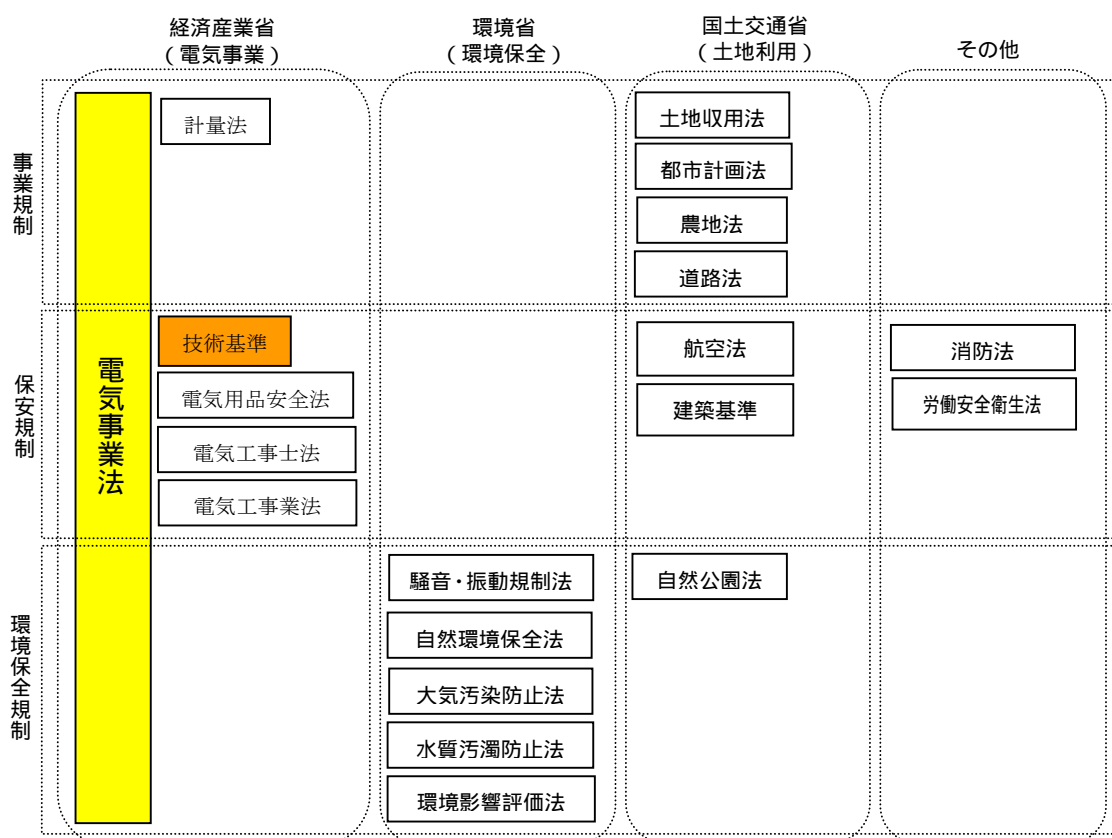 経済産業省
（電気事業）
環境省
（環境保全）
国土交通省
（土地利用）
その他
事業規制
計量法
土地収用法
都市計画法
農地法
道路法
電気事業法
保安規制
技術基準
電気用品安全法
電気工事士法
電気工事業法
航空法
建築基準
消防法
労働安全衛生法
環境保全規制
騒音・振動規制法
自然環境保全法
大気汚染防止法
水質汚濁防止法
環境影響評価法
自然公園法